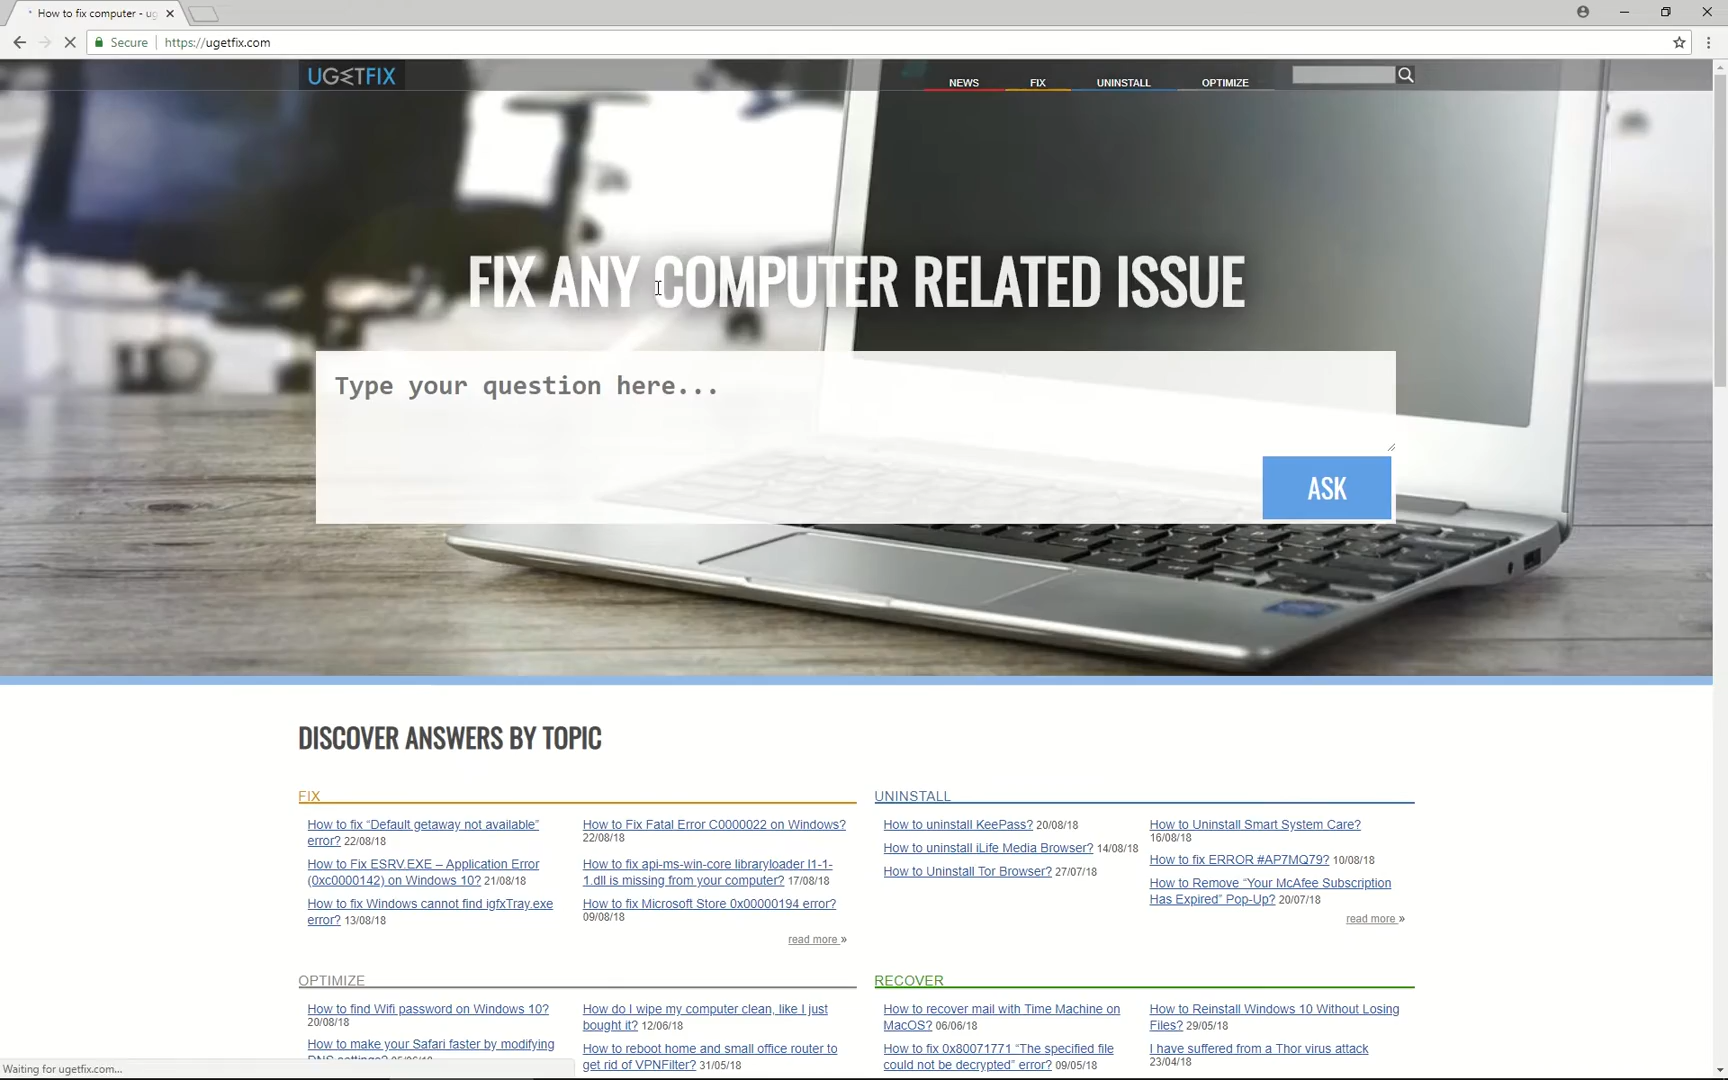 How to fix computer - ug
Secure
https://ugetfix.com
UGETFIX
NEWS
FIX
UNINSTALL
OPTIMIZE
FIX ANY COMPUTER RELATED ISSUE
Type your question here...
ASK
DISCOVER ANSWERS BY TOPIC
FIX
How to fix “Default getaway not available”
error? 22/08/18
How to Fix ESRV.EXE – Application Error
(0xc0000142) on Windows 10? 21/08/18
How to fix Windows cannot find igfxTray.exe
error? 13/08/18
How to Fix Fatal Error C0000022 on Windows?
22/08/18
How to fix api-ms-win-core libraryloader l1-1-
1.dll is missing from your computer? 17/08/18
How to fix Microsoft Store 0x00000194 error?
09/08/18
read more »
UNINSTALL
How to uninstall KeePass? 20/08/18
How to uninstall iLife Media Browser? 14/08/18
How to Uninstall Tor Browser? 27/07/18
How to Uninstall Smart System Care?
16/08/18
How to fix ERROR #AP7MQ79? 10/08/18
How to Remove “Your McAfee Subscription
Has Expired” Pop-Up? 20/07/18
read more »
OPTIMIZE
How to find Wifi password on Windows 10?
20/08/18
How to make your Safari faster by modifying
DNS settings?
How do I wipe my computer clean, like I just
bought it? 12/06/18
How to reboot home and small office router to
get rid of VPNFilter? 31/05/18
RECOVER
How to recover mail with Time Machine on
MacOS? 06/06/18
How to fix 0x80071771 “The specified file
could not be decrypted” error? 09/05/18
How to Reinstall Windows 10 Without Losing
Files? 29/05/18
I have suffered from a Thor virus attack
23/04/18
Waiting for ugetfix.com...